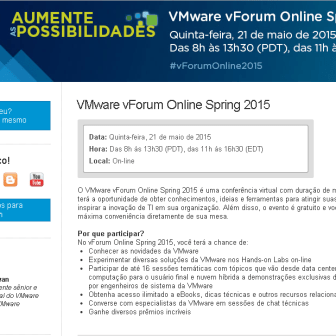 AUMENTE
AS POSSIBILIDADES
VMware vForum Online Sp
Quinta-feira, 21 de maio de 2015
Das 8h às 13h30 (PDT), das 11h
#vForumOnline2015
eu?
mesmo
co!
You Tube
s para
VMware vForum Online Spring 2015
Data: Quinta-feira, 21 de maio de 2015
Hora: Das 8h às 13h30 (PDT), das 11h às 16h30 (EDT)
Local: On-line
O VMware vForum Online Spring 2015 é uma conferência virtual com duração de m
terá a oportunidade de obter conhecimentos, ideias e ferramentas para atingir suas
inspirar a inovação de TI em sua organização. Além disso, o evento é gratuito e voc
máxima conveniência diretamente de sua mesa.
Por que participar?
No vForum Online Spring 2015, você terá a chance de:
• Conhecer as novidades da VMware
• Experimentar diversas soluções da VMware nos Hands-on Labs on-line
• Participar de até 16 sessões temáticas com tópicos que vão desde data center
computação para o usuário final e nuvem híbrida a demonstrações exclusivas d
por engenheiros de sistema da VMware
• Obtenha acesso ilimitado a eBooks, dicas técnicas e outros recursos relacionad
• Converse com especialistas da VMware em sessões de chat técnicas
• Ganhe diversos prêmios incríveis
ran
ente sênior e
al do VMware
VMware